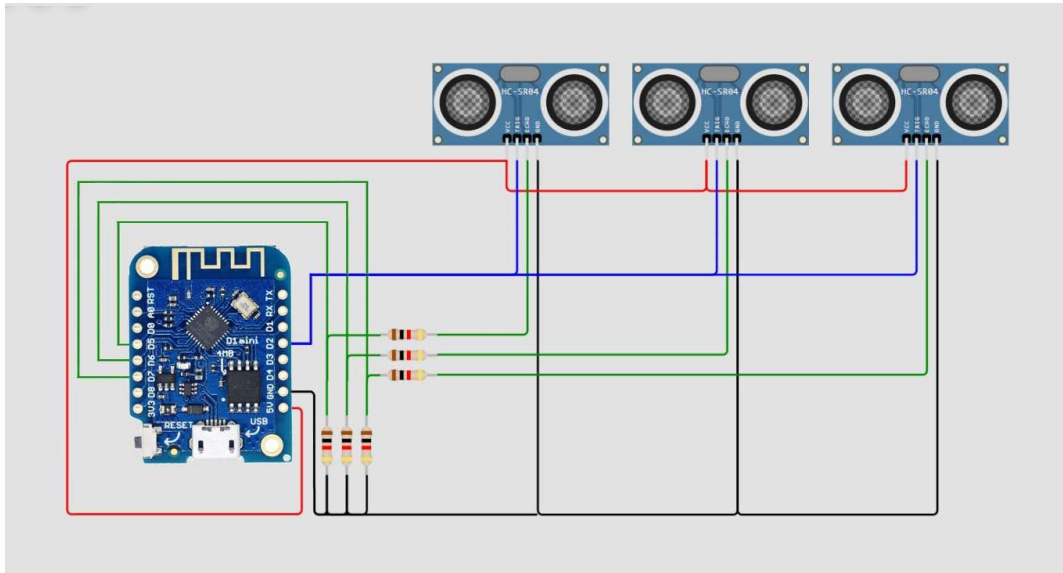 HC-SR04
VCC
TRIG
ECHO
GND
HC-SR04
VCC
TRIG
ECHO
GND
HC-SR04
VCC
TRIG
ECHO
GND
RST
A0
D0
D5
D6
D7
D8
3V3
TX
RX
D1
D2
D3
D4
GND
5V
D1mini
4MB
RESET
USB